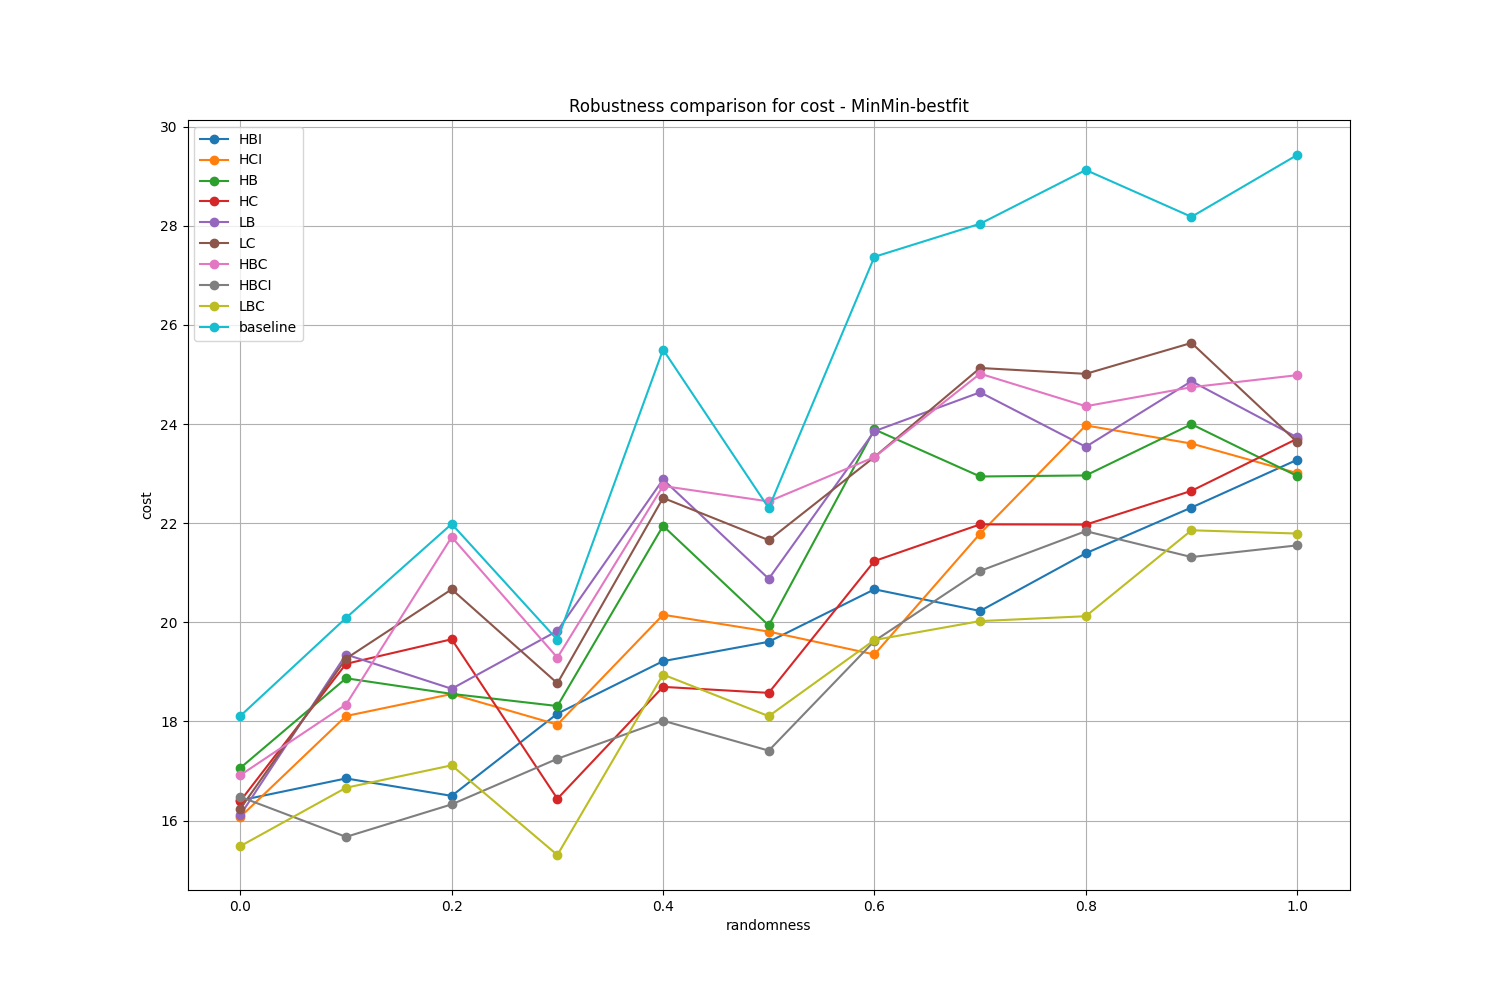 Robustness comparison for cost - MinMin-bestfit
30
28
26
24
22
20
18
16
cost
HBI
HCI
HB
HC
LB
LC
HBC
HBCI
LBC
baseline
0.0 0.2 0.4 0.6 0.8 1.0
randomness